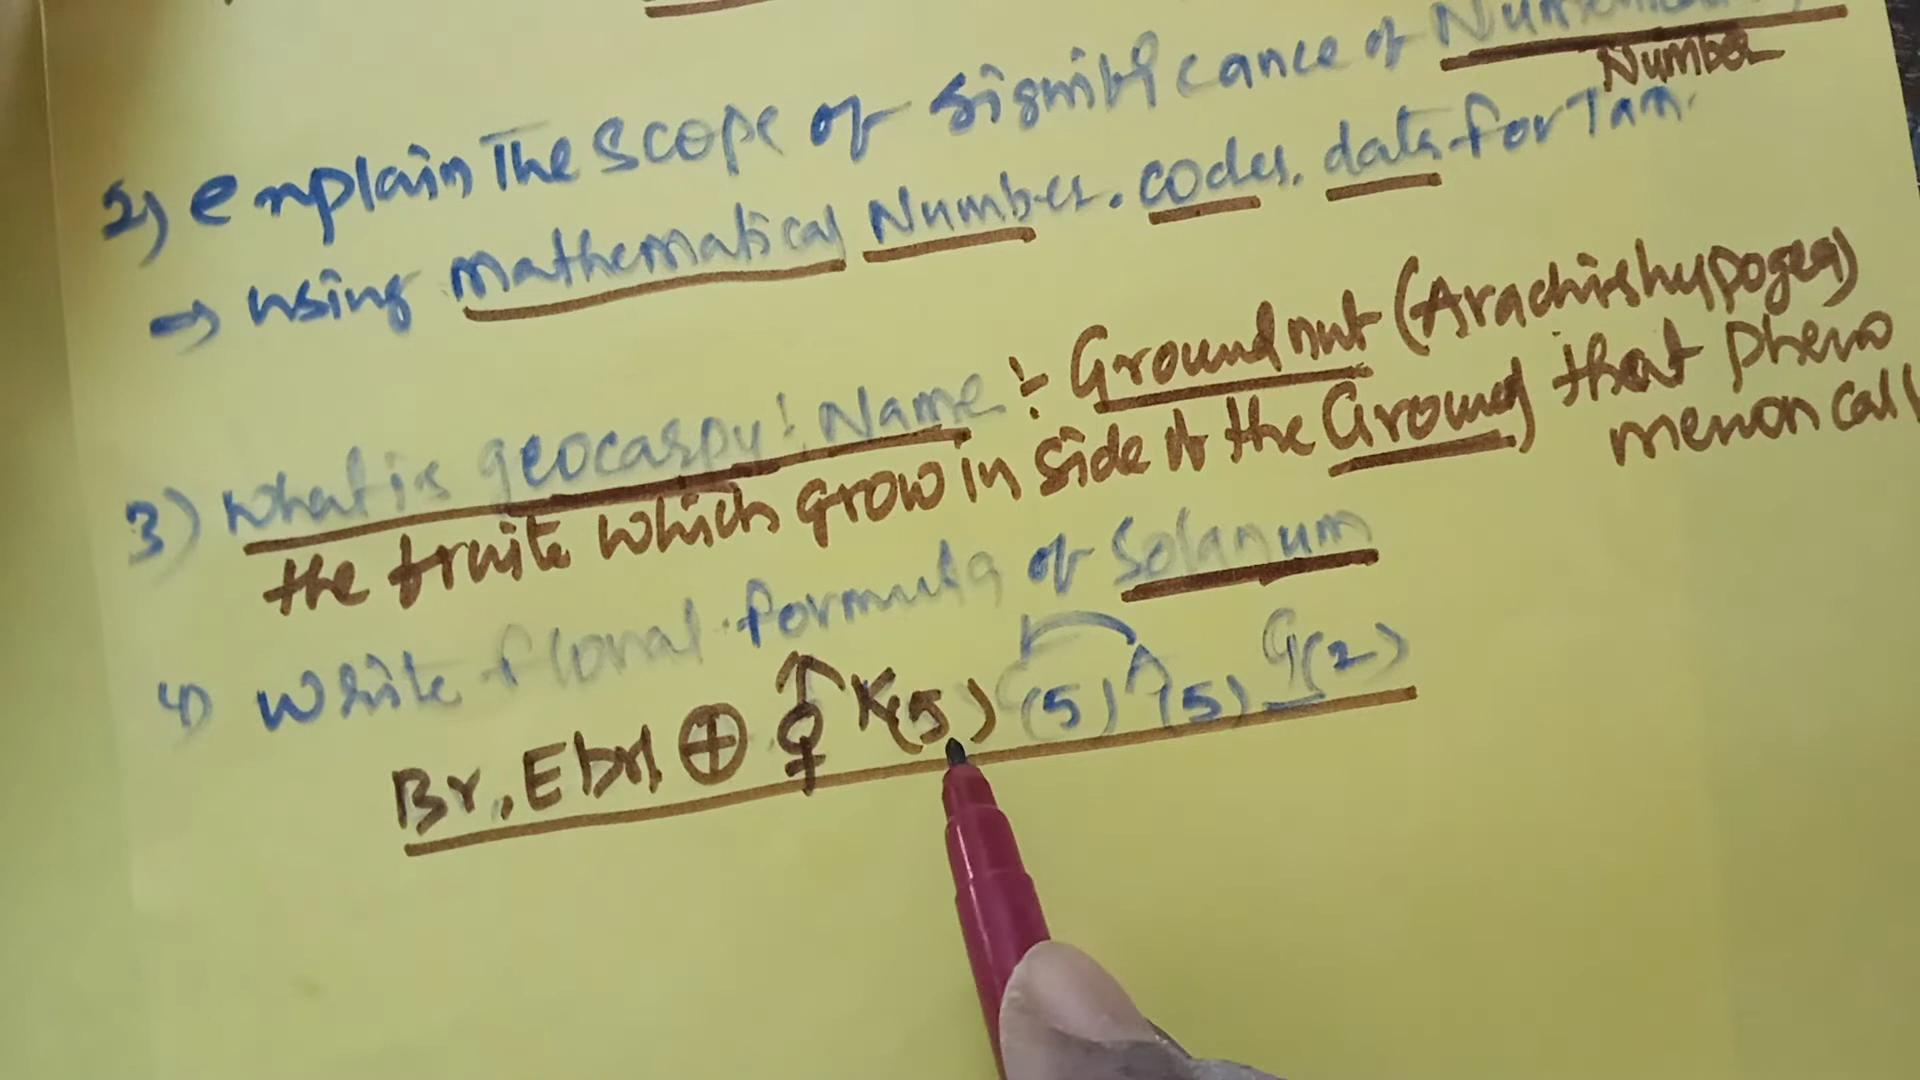 2) explain The scope of significance of
Number
→ using mathematical Number. codes. data for Tam.
3) what is geocarpy! Name :- Groundnut (Arachishypogea)
the fruite which grow in side of the Ground that pheno
menon call
4) write floral formula of Solanum
Br, Ebrl ⊕ ⚥ K(5) C(5) A(5) G(2)